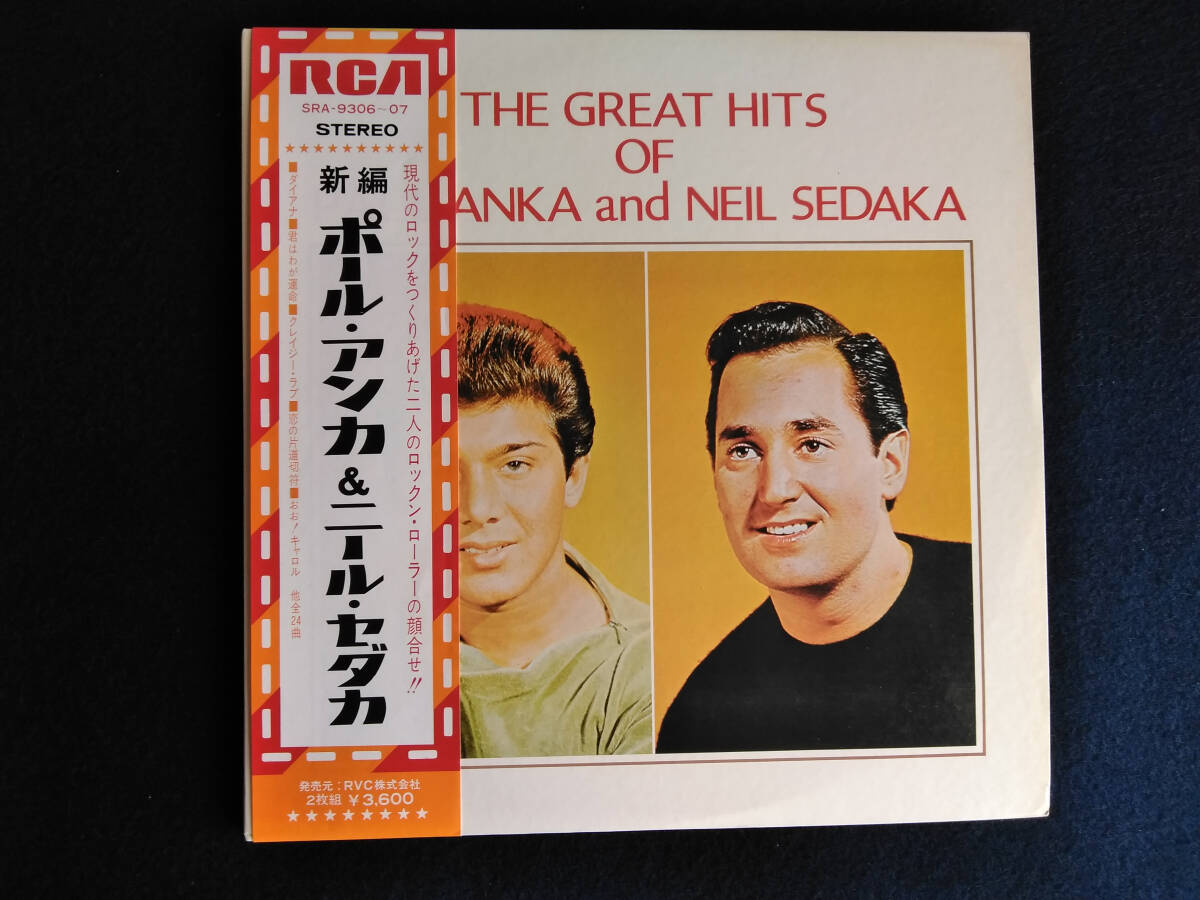 RCA
SRA-9306~07
STEREO
★★★★★★★★★★
新編
ポール・アンカ&ニール・セダカ
現代のロックをつくりあげた二人のロックン・ローラーの顔合せ!!
■ダイアナ■君はわが運命■クレイジー・ラブ■恋の片道切符■おお!キャロル 他全24曲
発売元:RVC株式会社
2枚組 ¥3,600
★★★★★★★★
THE GREAT HITS
OF
ANKA and NEIL SEDAKA